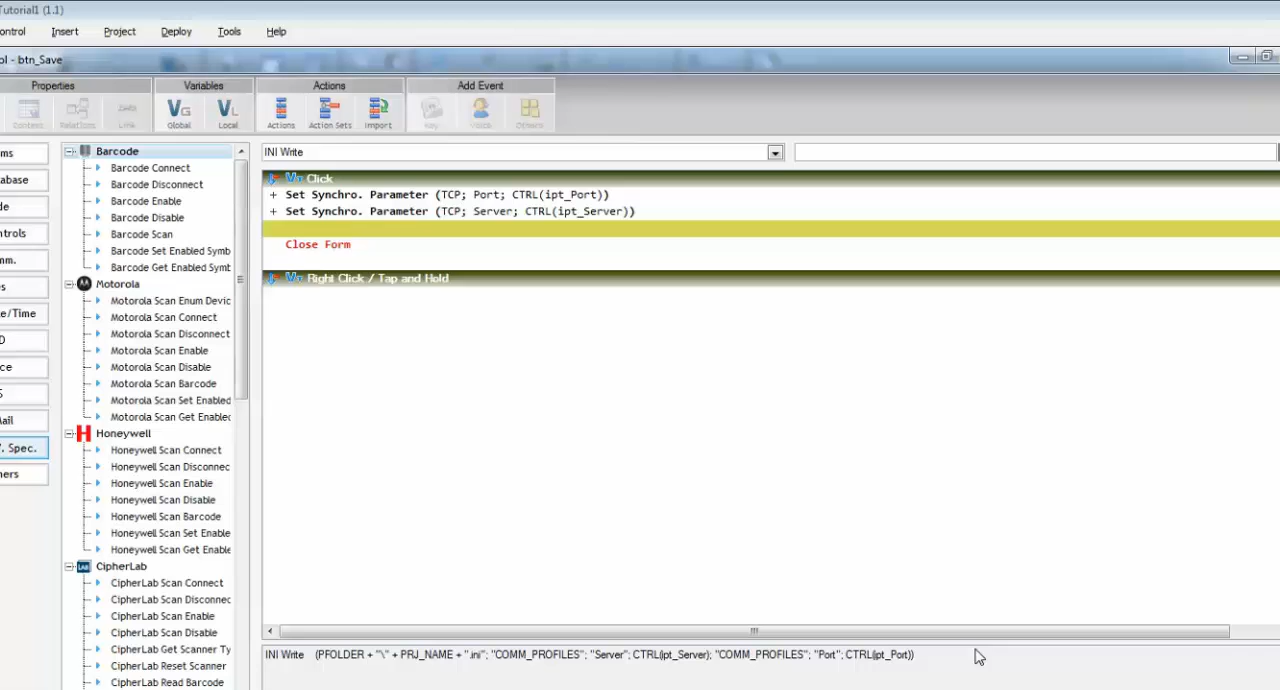 Tutorial1 (1.1)
ontrol Insert Project Deploy Tools Help
ol - btn_Save
Properties Variables Actions Add Event
Relations Link Global Local Actions Action Sets Import Key
ms
abase
de
ntrols
mm.
s
e/Time
D
ce
S
ail
. Spec.
hers
Barcode
Barcode Connect
Barcode Disconnect
Barcode Enable
Barcode Disable
Barcode Scan
Barcode Set Enabled Symb
Barcode Get Enabled Symt
Motorola
Motorola Scan Enum Devic
Motorola Scan Connect
Motorola Scan Disconnect
Motorola Scan Enable
Motorola Scan Disable
Motorola Scan Barcode
Motorola Scan Set Enabled
Motorola Scan Get Enabled
Honeywell
Honeywell Scan Connect
Honeywell Scan Disconnec
Honeywell Scan Enable
Honeywell Scan Disable
Honeywell Scan Barcode
Honeywell Scan Set Enable
Honeywell Scan Get Enable
CipherLab
CipherLab Scan Connect
CipherLab Scan Disconnec
CipherLab Scan Enable
CipherLab Scan Disable
CipherLab Get Scanner Ty
CipherLab Reset Scanner
CipherLab Read Barcode
INI Write
Click
+ Set Synchro. Parameter (TCP; Port; CTRL(ipt_Port))
+ Set Synchro. Parameter (TCP; Server; CTRL(ipt_Server))
Close Form
Right Click / Tap and Hold
INI Write (PFOLDER + "\" + PRJ_NAME + ".ini"; "COMM_PROFILES"; "Server"; CTRL(ipt_Server); "COMM_PROFILES"; "Port"; CTRL(ipt_Port))